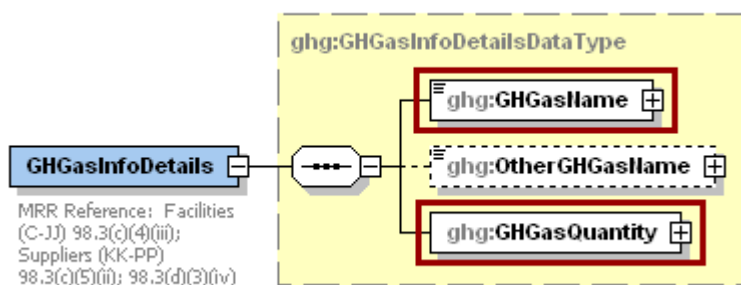 ghg:GHGasInfoDetailsDataType
ghg:GHGasName
GHGasInfoDetails
ghg:OtherGHGasName
MRR Reference: Facilities
(C-JJ) 98.3(c)(4)(iii);
Suppliers (KK-PP)
98.3(c)(5)(ii); 98.3(d)(3)(iv)
ghg:GHGasQuantity